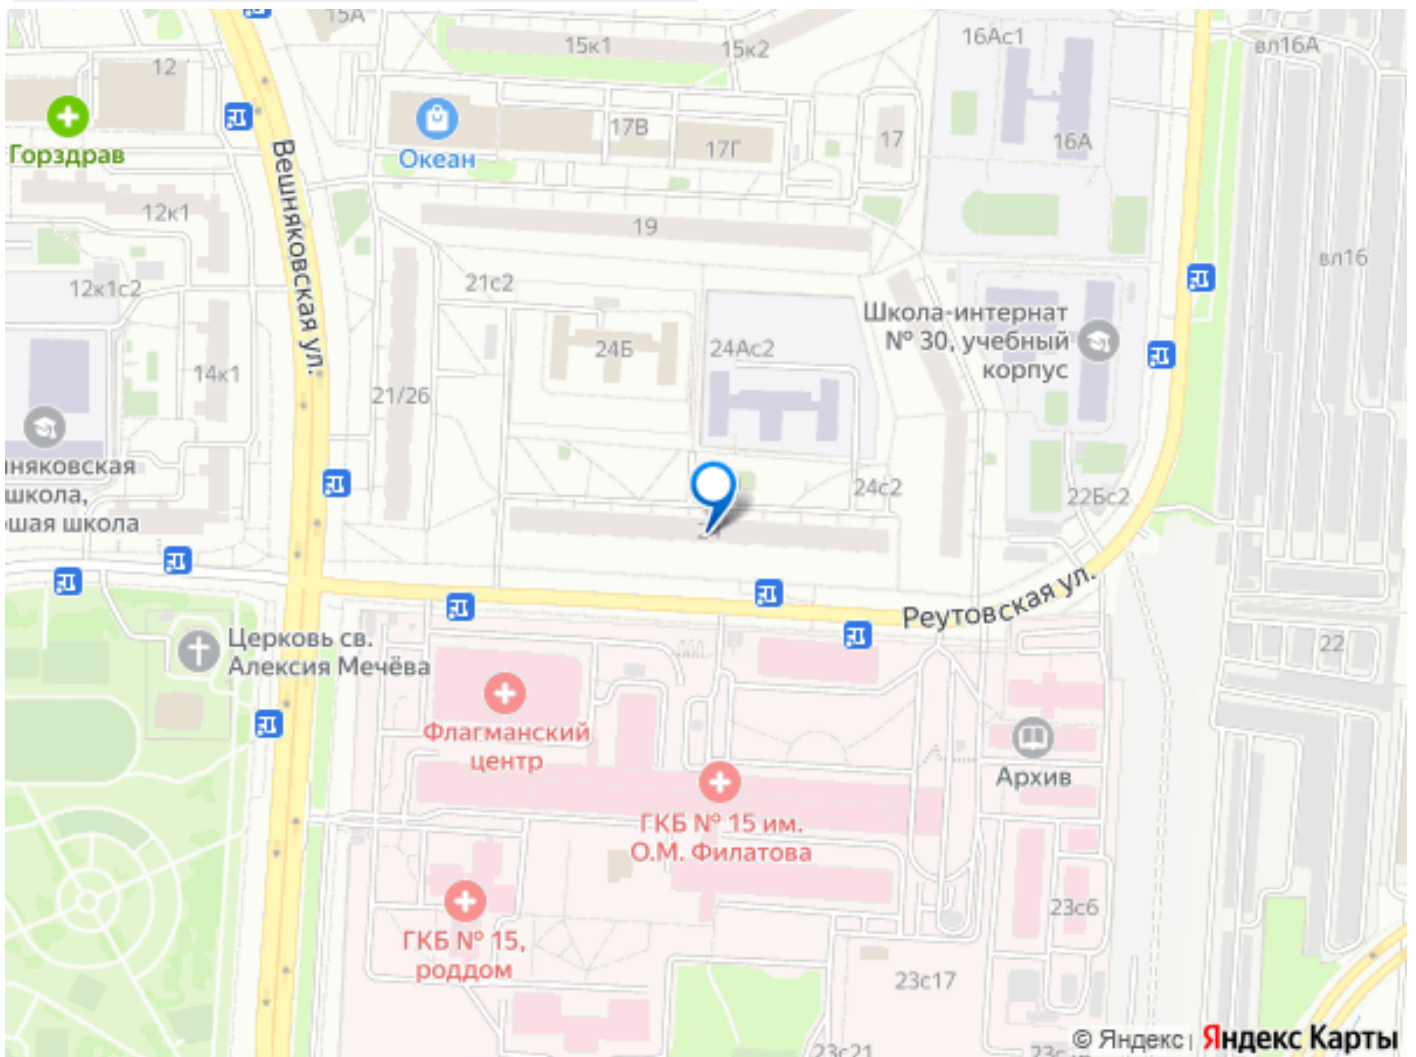 15А
15к1
15к2
16Ас1
вл16А
12
Горздрав
Океан
17В
17Г
17
16А
Вешняковская ул.
12к1
19
вл16
12к1с2
21с2
24Б
24Ас2
Школа-интернат
№ 30, учебный
корпус
14к1
21/26
няковская
школа,
шая школа
24с2
22Бс2
Реутовская ул.
Церковь св.
Алексия Мечёва
22
Флагманский
центр
Архив
ГКБ № 15 им.
О.М. Филатова
23с6
ГКБ № 15,
роддом
23с17
23с21
© Яндекс | Яндекс Карты